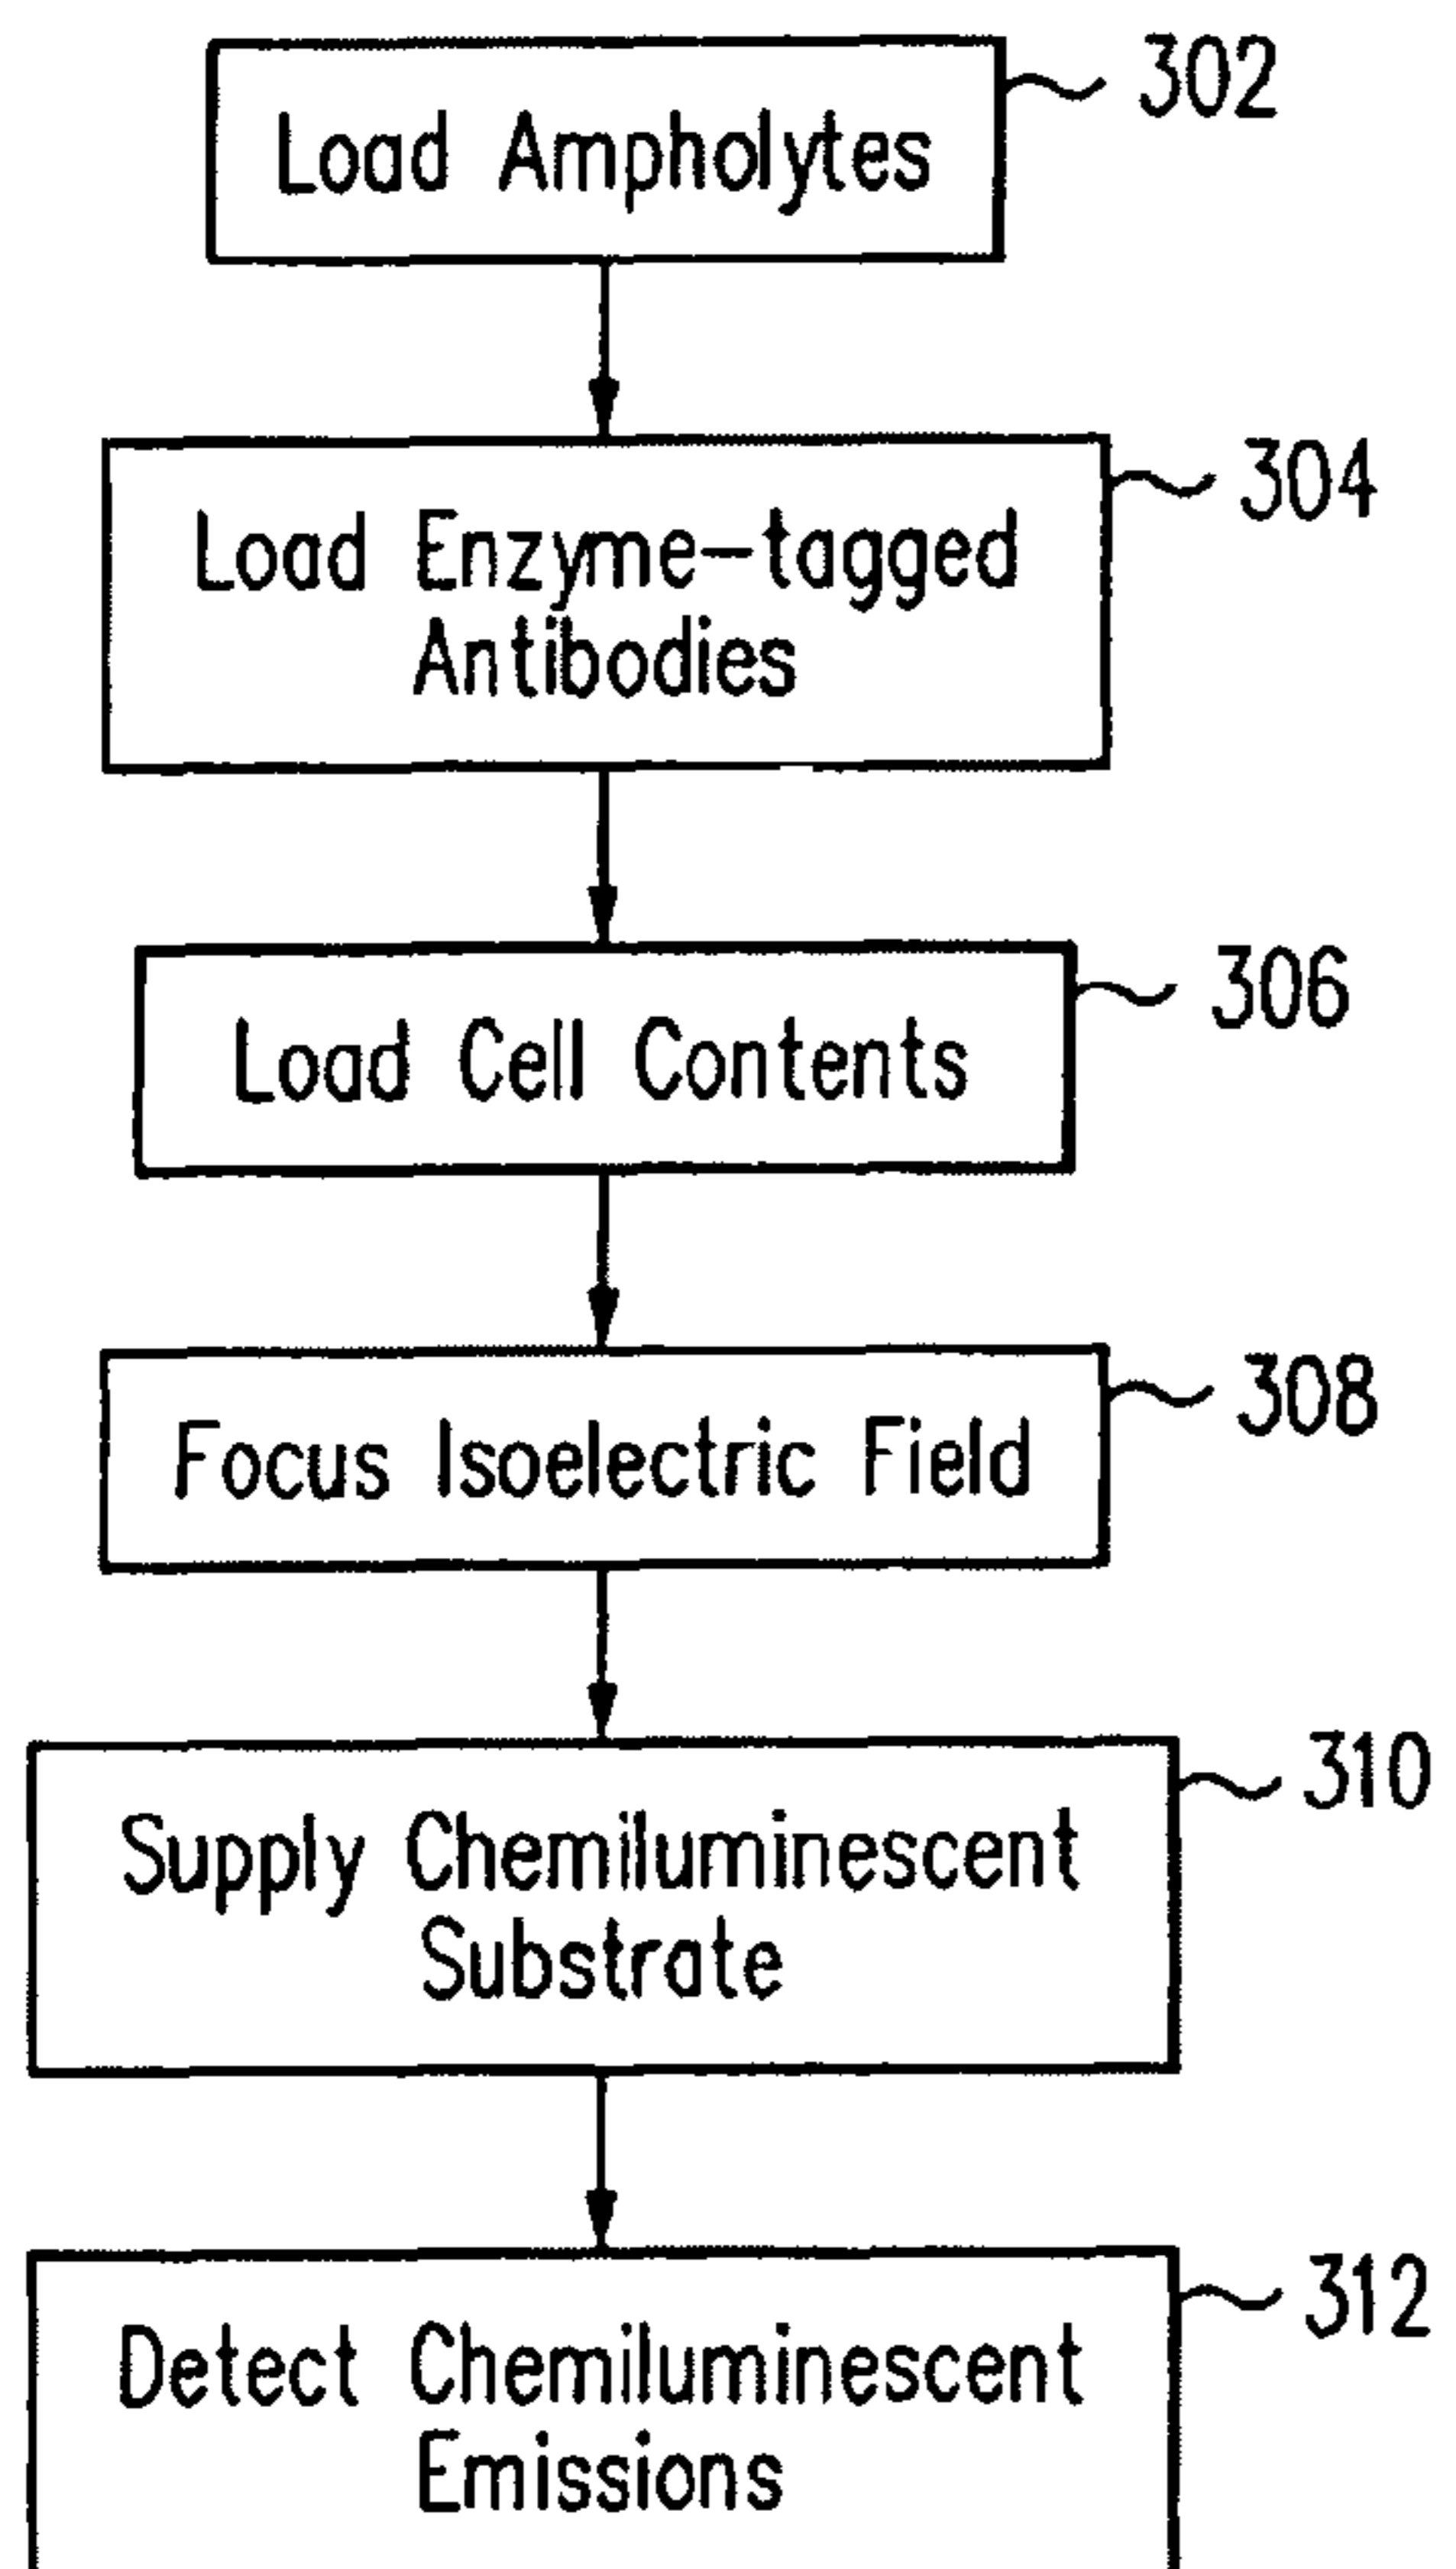 302
Load Ampholytes
304
Load Enzyme-tagged
Antibodies
306
Load Cell Contents
308
Focus Isoelectric Field
310
Supply Chemiluminescent
Substrate
312
Detect Chemiluminescent
Emissions